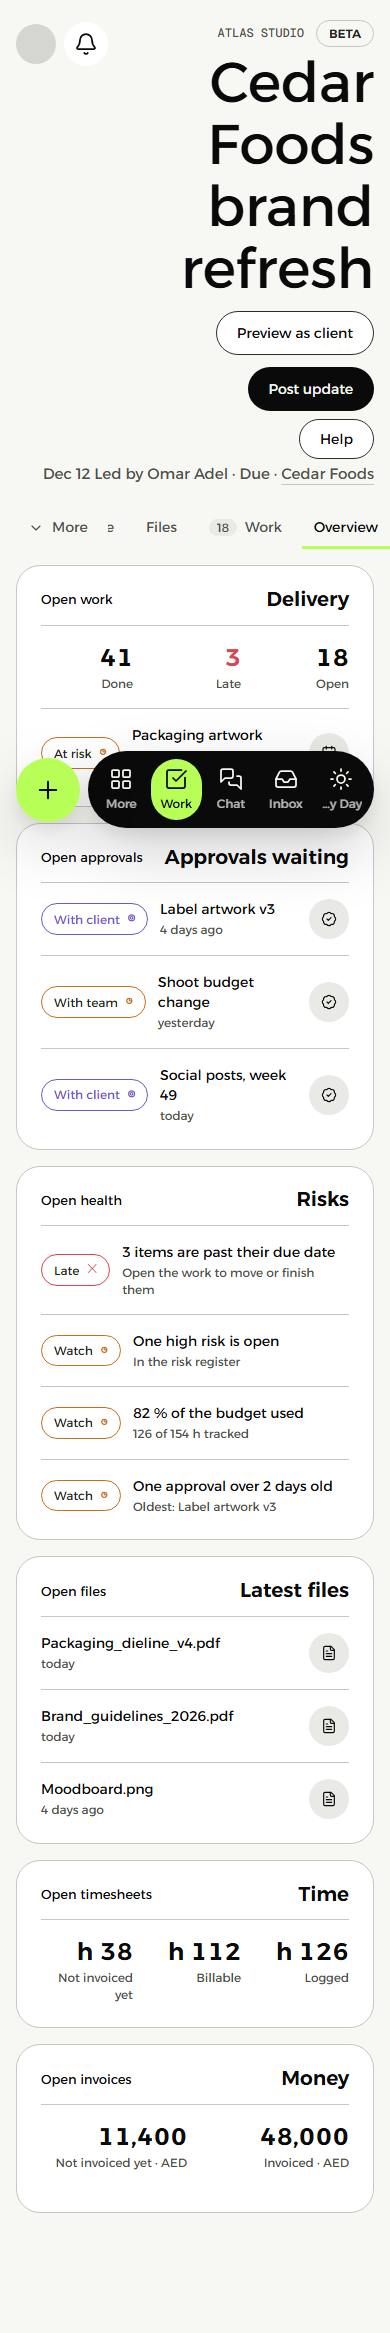 ATLAS STUDIO
BETA
Cedar
Foods
brand
refresh
Preview as client
Post update
Help
Dec 12 Led by Omar Adel · Due · Cedar Foods
More
e
Files
18 Work
Overview
Open work
Delivery
41
3
18
Done
Late
Open
At risk
Packaging artwork
More
Work
Chat
Inbox
...y Day
Open approvals
Approvals waiting
With client
Label artwork v3
4 days ago
With team
Shoot budget
change
yesterday
With client
Social posts, week
49
today
Open health
Risks
Late
3 items are past their due date
Open the work to move or finish
them
Watch
One high risk is open
In the risk register
Watch
82 % of the budget used
126 of 154 h tracked
Watch
One approval over 2 days old
Oldest: Label artwork v3
Open files
Latest files
Packaging_dieline_v4.pdf
today
Brand_guidelines_2026.pdf
today
Moodboard.png
4 days ago
Open timesheets
Time
h 38
h 112
h 126
Not invoiced
yet
Billable
Logged
Open invoices
Money
11,400
48,000
Not invoiced yet · AED
Invoiced · AED